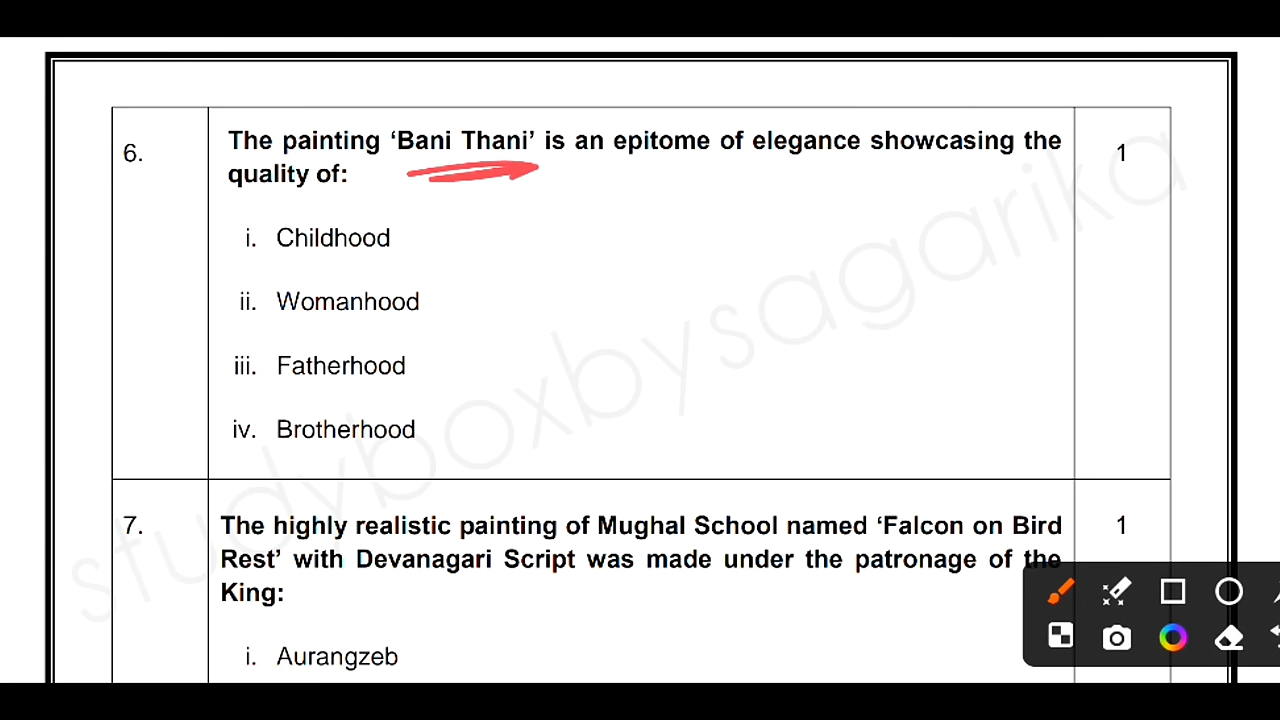 6.
The painting ‘Bani Thani’ is an epitome of elegance showcasing the
quality of:
1
i. Childhood
ii. Womanhood
iii. Fatherhood
iv. Brotherhood
studyboxbysagarika
7.
The highly realistic painting of Mughal School named ‘Falcon on Bird
Rest’ with Devanagari Script was made under the patronage of the
King:
1
i. Aurangzeb